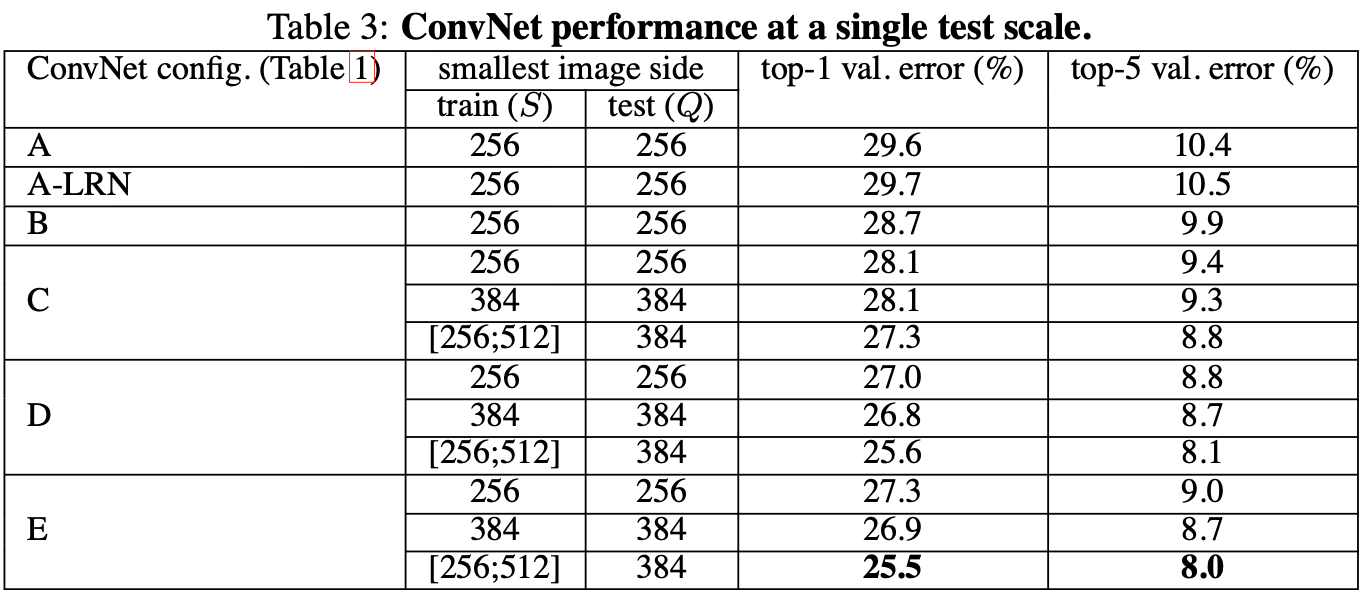 Table 3: ConvNet performance at a single test scale.
ConvNet config. (Table 1) smallest image side top-1 val. error (%) top-5 val. error (%)
train (S) test (Q)
A 256 256 29.6 10.4
A-LRN 256 256 29.7 10.5
B 256 256 28.7 9.9
C 256 256 28.1 9.4
384 384 28.1 9.3
[256;512] 384 27.3 8.8
D 256 256 27.0 8.8
384 384 26.8 8.7
[256;512] 384 25.6 8.1
E 256 256 27.3 9.0
384 384 26.9 8.7
[256;512] 384 25.5 8.0